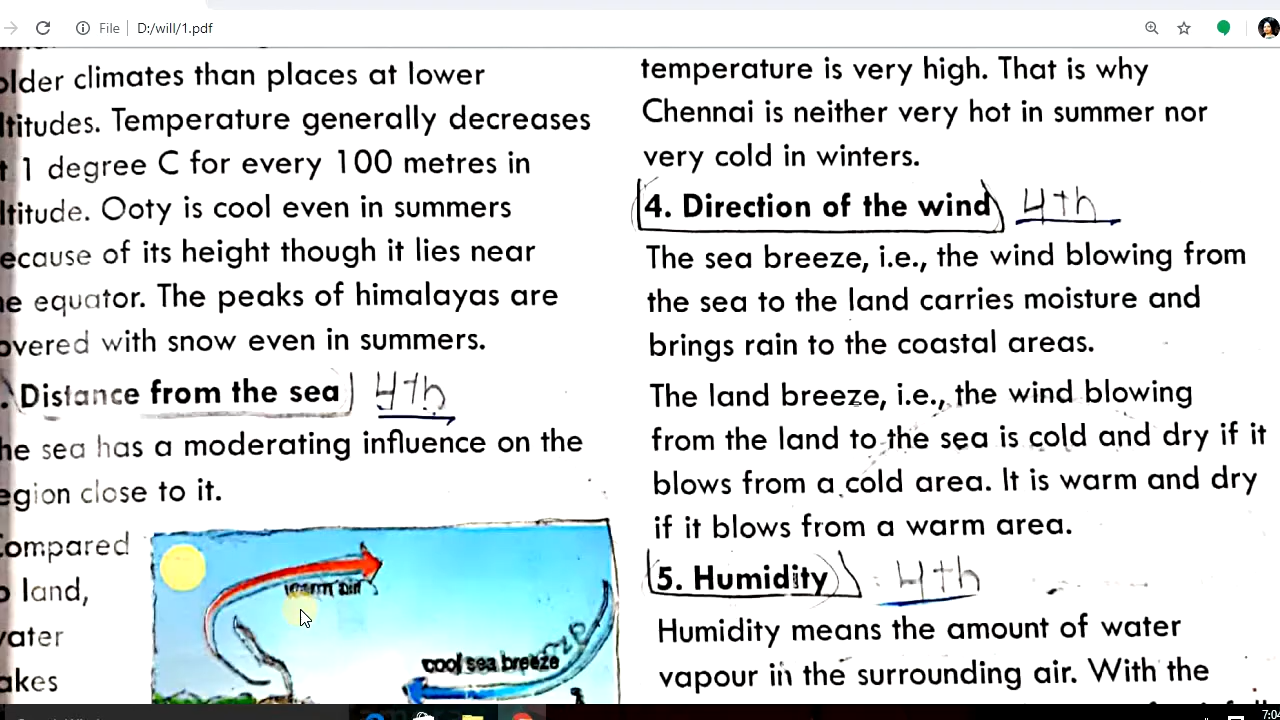 File D:/will/1.pdf
older climates than places at lower
ltitudes. Temperature generally decreases
t 1 degree C for every 100 metres in
ltitude. Ooty is cool even in summers
ecause of its height though it lies near
e equator. The peaks of himalayas are
overed with snow even in summers.
. Distance from the sea 4th
he sea has a moderating influence on the
egion close to it.
Compared
o land,
vater
akes
warm air
cool sea breeze
temperature is very high. That is why
Chennai is neither very hot in summer nor
very cold in winters.
4. Direction of the wind 4th
The sea breeze, i.e., the wind blowing from
the sea to the land carries moisture and
brings rain to the coastal areas.
The land breeze, i.e., the wind blowing
from the land to the sea is cold and dry if it
blows from a cold area. It is warm and dry
if it blows from a warm area.
5. Humidity 4th
Humidity means the amount of water
vapour in the surrounding air. With the
7:04